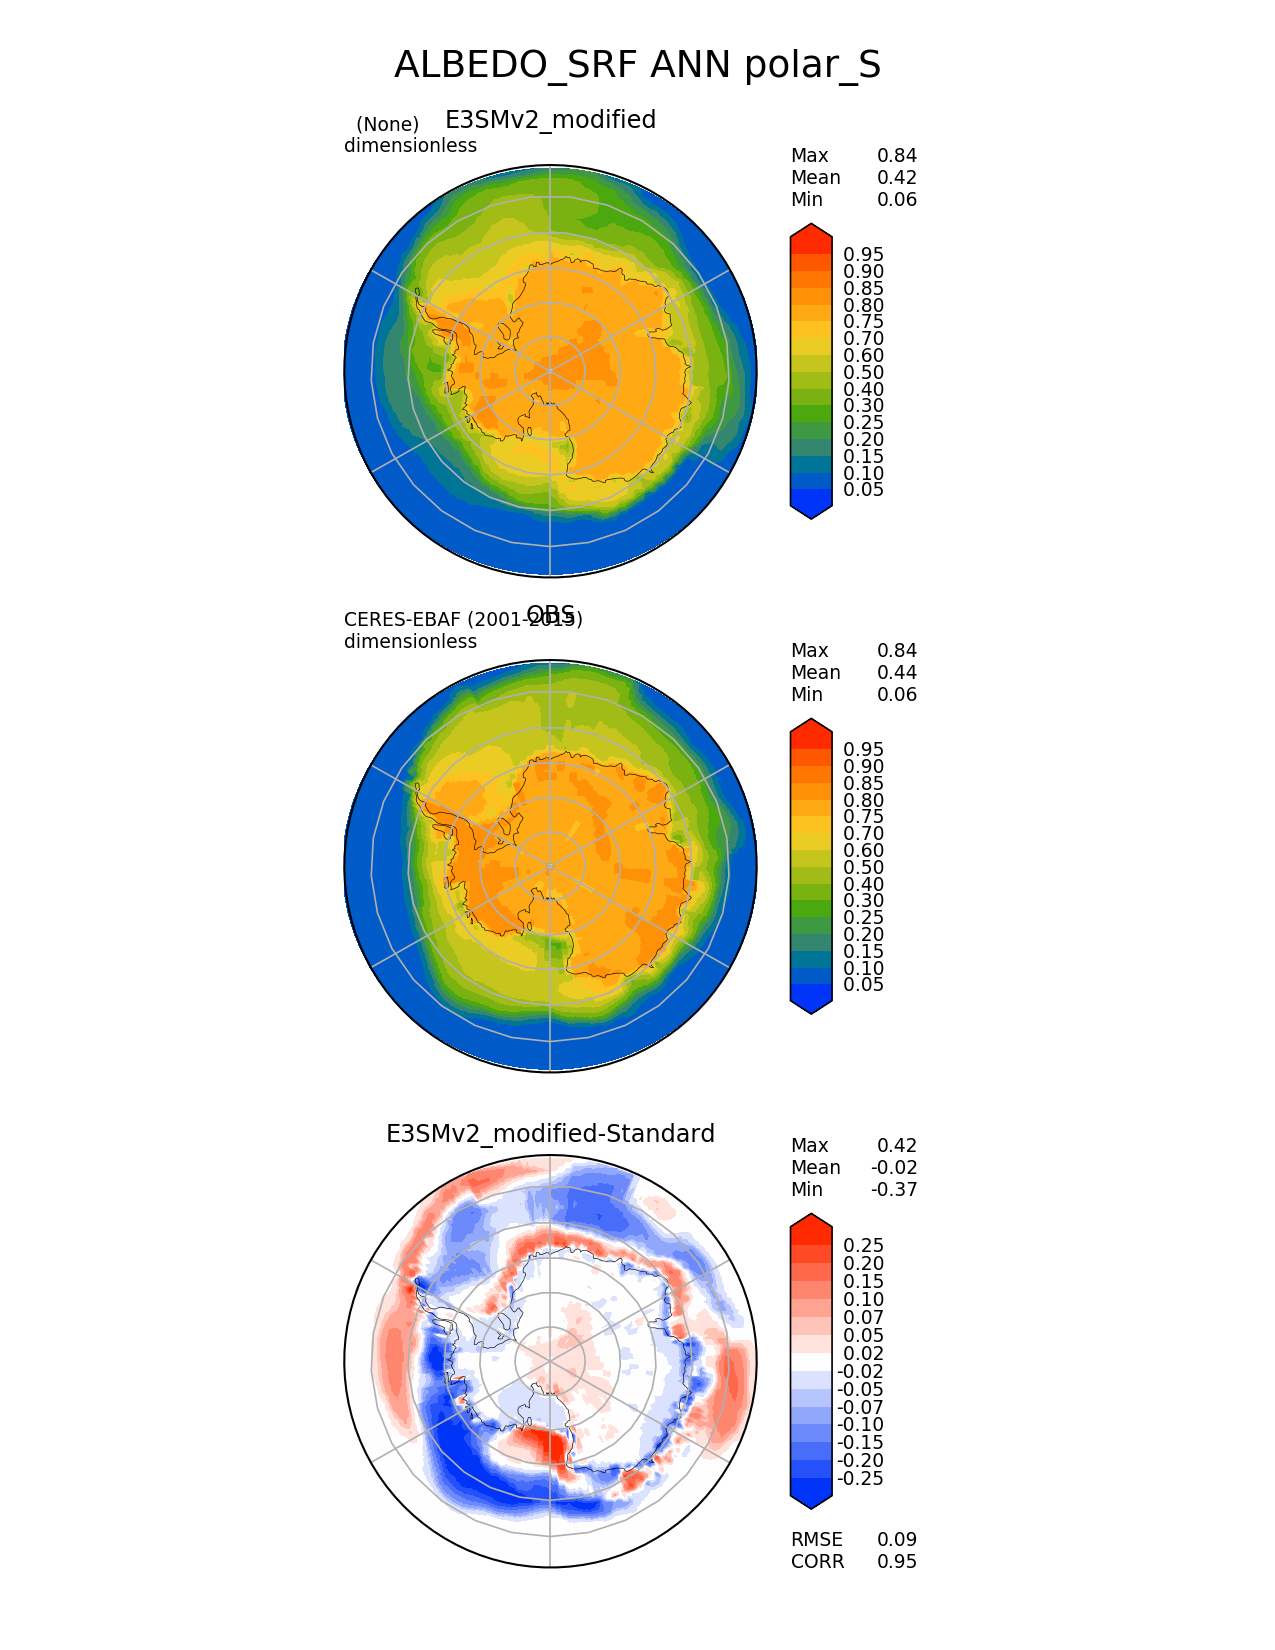 ALBEDO_SRF ANN polar_S
E3SMv2_modified
(None)
dimensionless
Max 0.84
Mean 0.42
Min 0.06
0.95
0.90
0.85
0.80
0.75
0.70
0.60
0.50
0.40
0.30
0.25
0.20
0.15
0.10
0.05
OBS
CERES-EBAF (2001-2015)
dimensionless
Max 0.84
Mean 0.44
Min 0.06
0.95
0.90
0.85
0.80
0.75
0.70
0.60
0.50
0.40
0.30
0.25
0.20
0.15
0.10
0.05
E3SMv2_modified-Standard
Max 0.42
Mean -0.02
Min -0.37
0.25
0.20
0.15
0.10
0.07
0.05
0.02
-0.02
-0.05
-0.07
-0.10
-0.15
-0.20
-0.25
RMSE 0.09
CORR 0.95